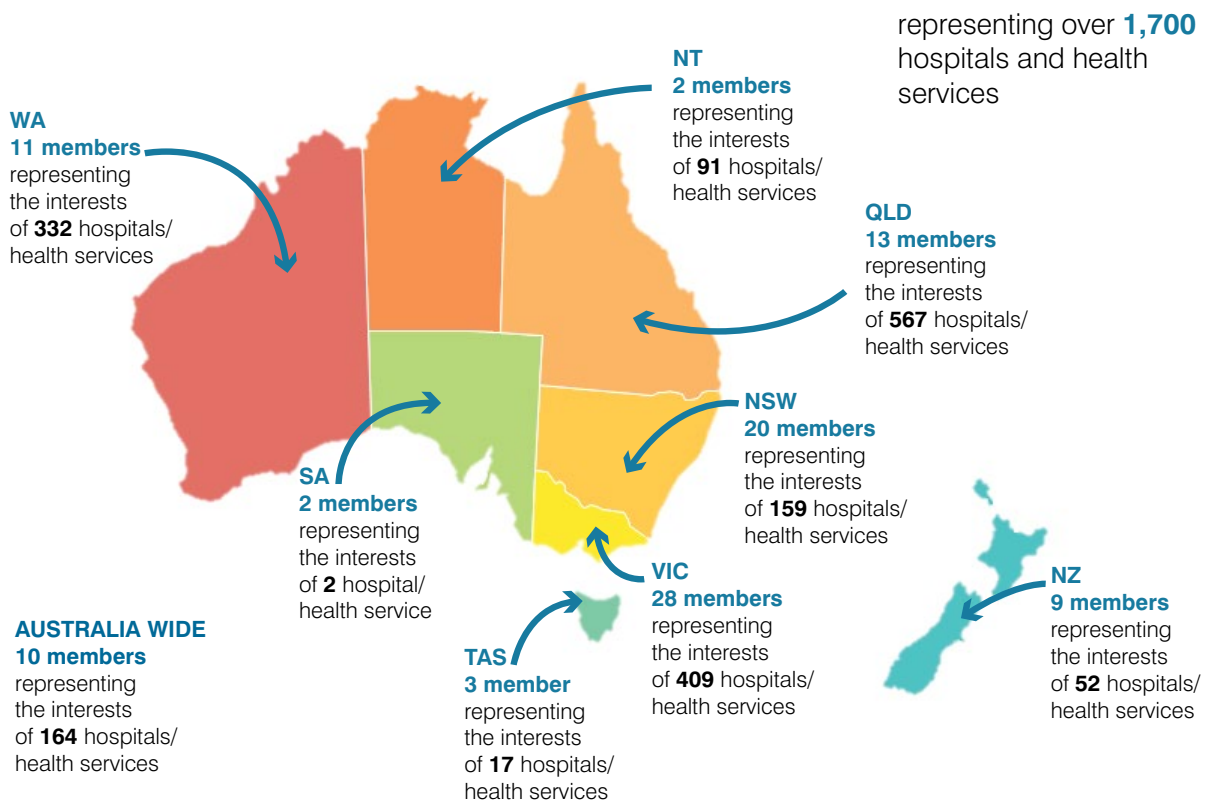 representing over 1,700
hospitals and health
services
NT
2 members
representing
the interests
of 91 hospitals/
health services
WA
11 members
representing
the interests
of 332 hospitals/
health services
QLD
13 members
representing
the interests
of 567 hospitals/
health services
NSW
20 members
representing
the interests
of 159 hospitals/
health services
SA
2 members
representing
the interests
of 2 hospital/
health service
VIC
28 members
representing
the interests
of 409 hospitals/
health services
NZ
9 members
representing
the interests
of 52 hospitals/
health services
AUSTRALIA WIDE
10 members
representing
the interests
of 164 hospitals/
health services
TAS
3 member
representing
the interests
of 17 hospitals/
health services